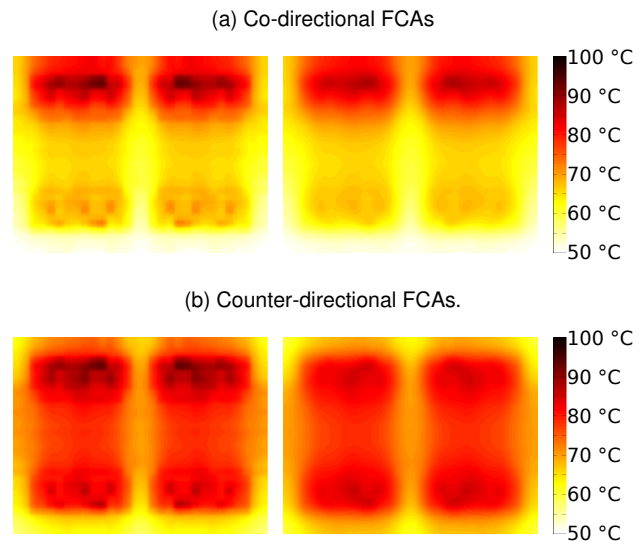 (a) Co-directional FCAs
100 °C
90 °C
80 °C
70 °C
60 °C
50 °C
(b) Counter-directional FCAs.
100 °C
90 °C
80 °C
70 °C
60 °C
50 °C